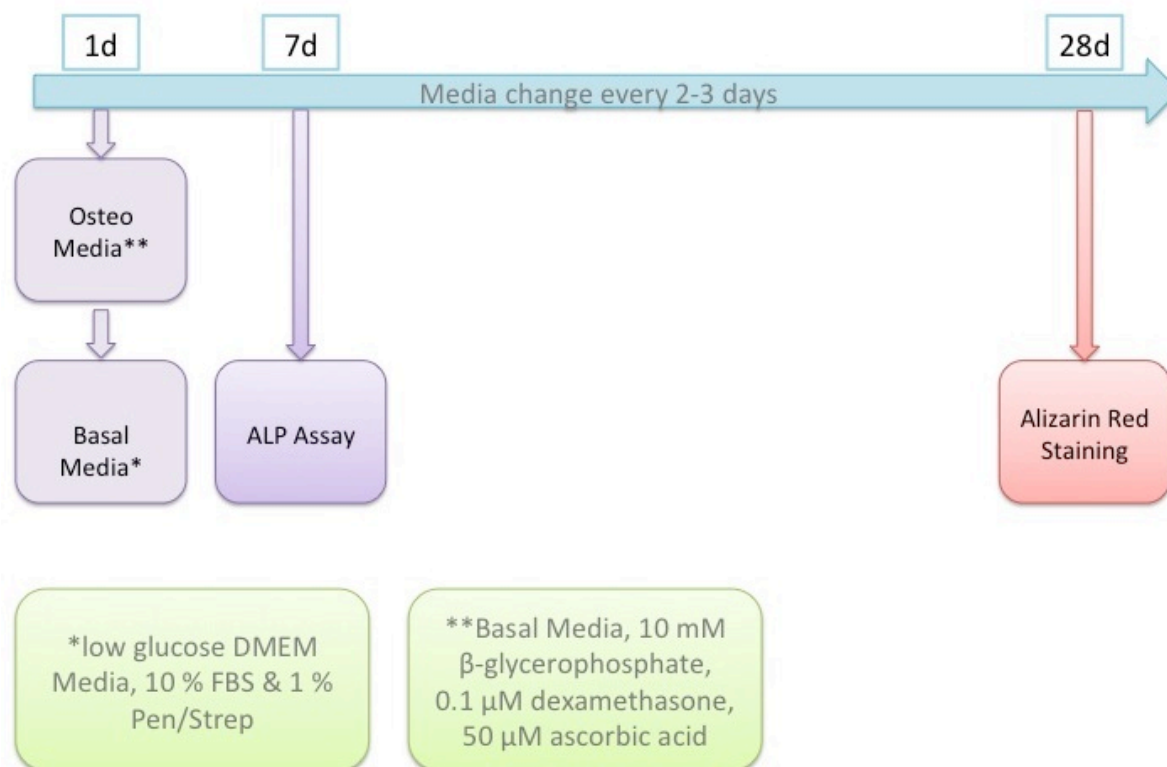 1d
7d
28d
Media change every 2-3 days
Osteo
Media**
Basal
Media*
ALP Assay
Alizarin Red
Staining
*low glucose DMEM
Media, 10 % FBS & 1 %
Pen/Strep
**Basal Media, 10 mM
β-glycerophosphate,
0.1 μM dexamethasone,
50 μM ascorbic acid